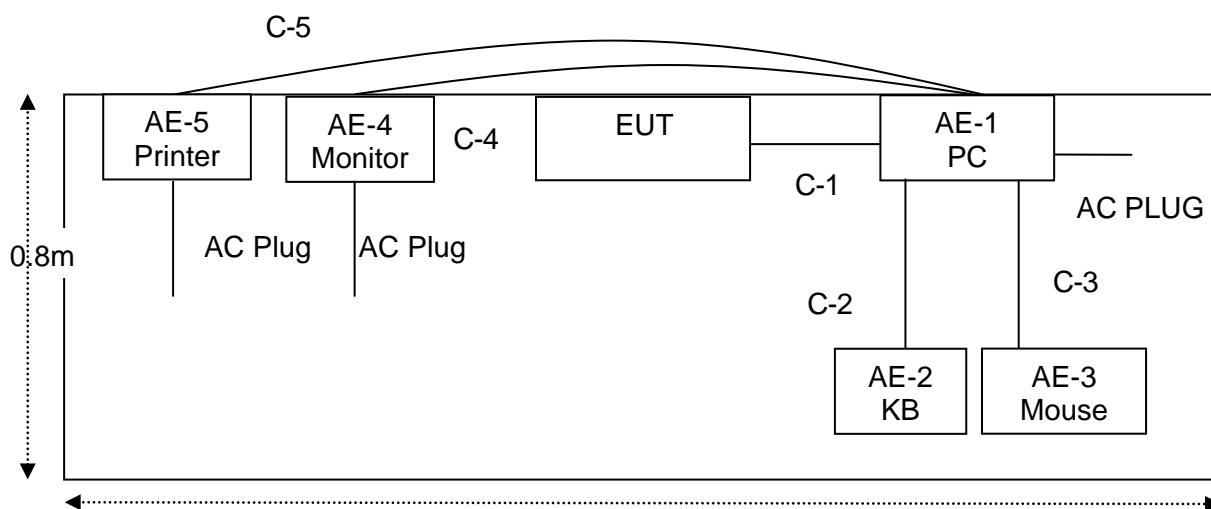 C-5
AE-5
Printer
AE-4
Monitor
C-4
EUT
C-1
AE-1
PC
AC PLUG
0.8m
AC Plug
AC Plug
C-2
C-3
AE-2
KB
AE-3
Mouse